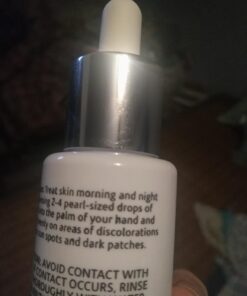 Treat skin morning and night
2-4 pearl-sized drops of
the palm of your hand and
on areas of discolorations
spots and dark patches.
AVOID CONTACT WITH
CONTACT OCCURS, RINSE